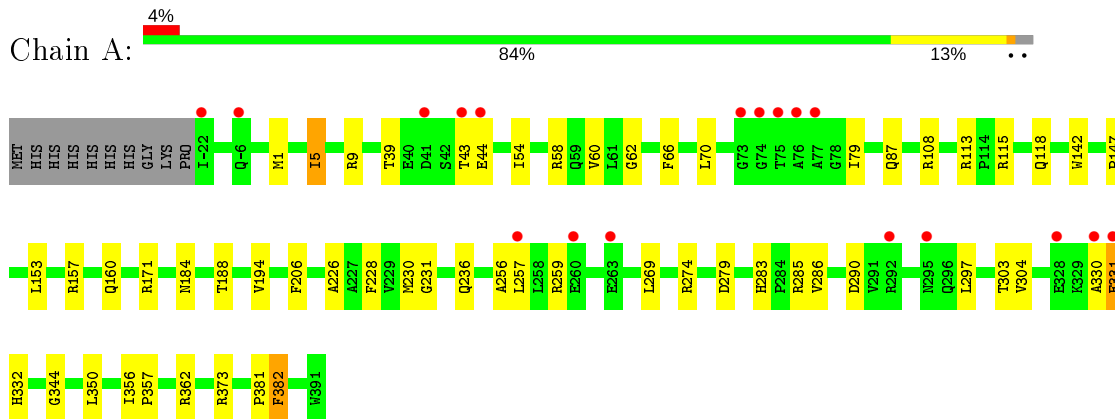 4%
Chain A:
84%
13%
MET HIS HIS HIS HIS HIS HIS GLY LYS PRO I-22 Q-6 M1 I5 R9 T39 E40 D41 S42 T43 E44 I54 R58 Q59 V60 L61 G62 F66 L70 G73 G74 T75 A76 A77 G78 I79 Q87 R108 R113 P114 R115 Q118 W142
L153 R157 Q160 R171 N184 T188 V194 F206 A226 A227 F228 V229 M230 G231 Q236 A256 L257 L258 R259 E260 E263 L269 R274 D279 H283 P284 R285 V286 D290 V291 R292 N295 Q296 L297 T303 V304 E328 K329 A330
H332 G344 L350 I356 P357 R362 R373 P381 F382 W391